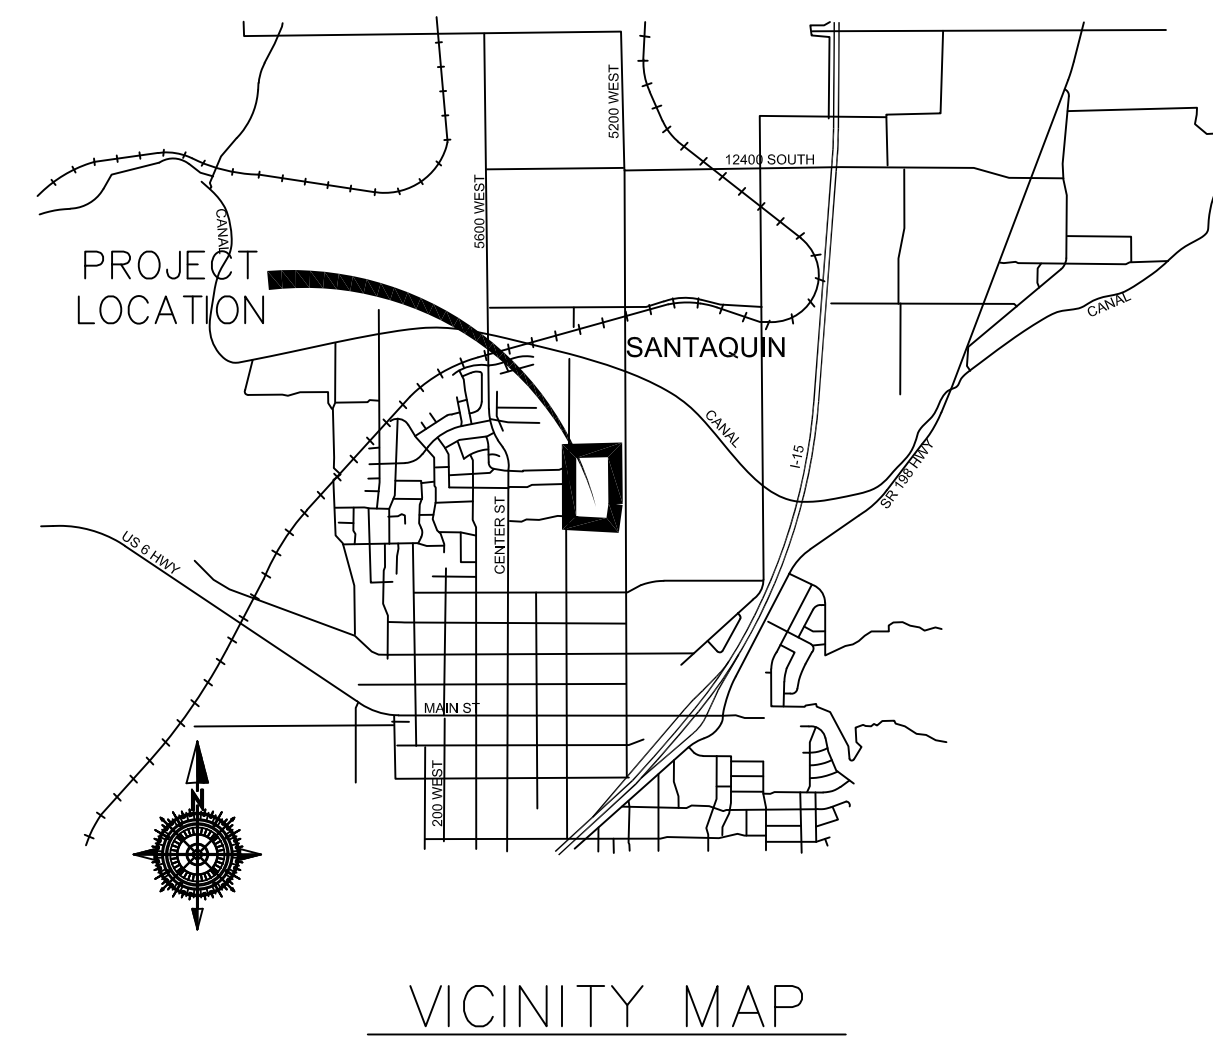 5200 WEST
12400 SOUTH
5600 WEST
CANAL
PROJECT
LOCATION
CANAL
SANTAQUIN
CANAL
I-15
SR 198 HWY
CENTER ST
US 6 HWY
MAIN ST
200 WEST
N
VICINITY MAP